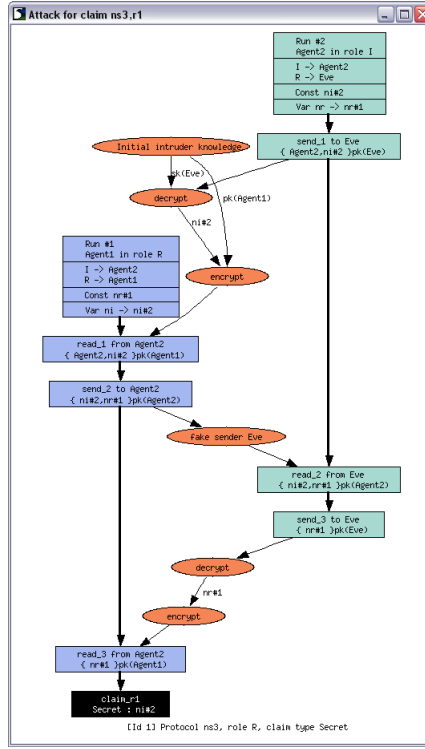 Attack for claim ns3,r1
Run #2
Agent2 in role I
I -> Agent2
R -> Eve
Const ni#2
Var nr -> nr#1
send_1 to Eve
{ Agent2,ni#2 }pk(Eve)
Initial intruder knowledge
sk(Eve)
decrypt
pk(Agent1)
ni#2
encrypt
Run #1
Agent1 in role R
I -> Agent2
R -> Agent1
Const nr#1
Var ni -> ni#2
read_1 from Agent2
{ Agent2,ni#2 }pk(Agent1)
send_2 to Agent2
{ ni#2,nr#1 }pk(Agent2)
fake sender Eve
read_2 from Eve
{ ni#2,nr#1 }pk(Agent2)
send_3 to Eve
{ nr#1 }pk(Eve)
decrypt
nr#1
encrypt
read_3 from Agent2
{ nr#1 }pk(Agent1)
claim_r1
Secret : ni#2
[Id 1] Protocol ns3, role R, claim type Secret